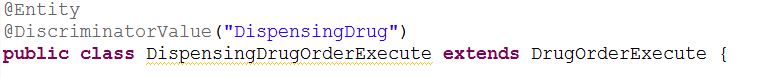 @Entity
@DiscriminatorValue("DispensingDrug")
public class DispensingDrugOrderExecute extends DrugOrderExecute {